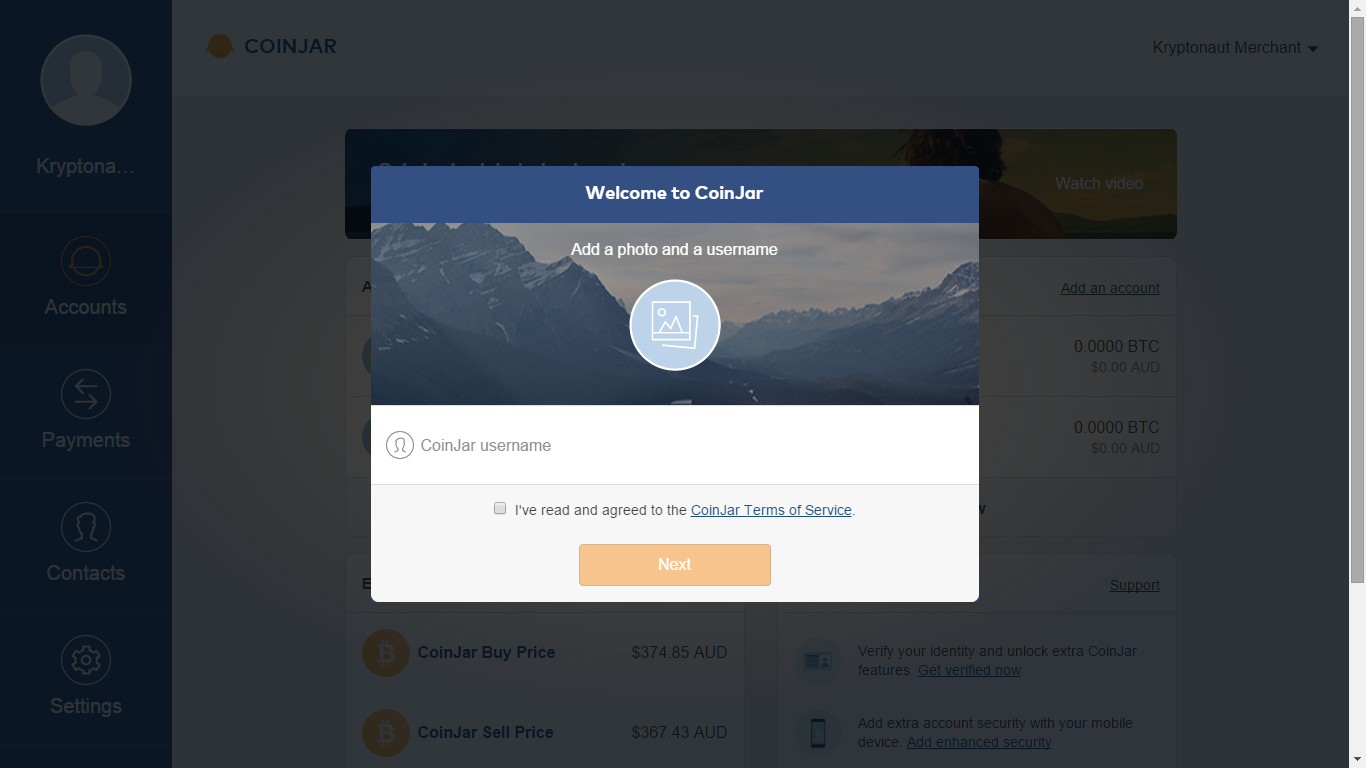 COINJAR
Kryptonaut Merchant
Kryptona...
Accounts
Payments
Contacts
Settings
Watch video
Welcome to CoinJar
Add a photo and a username
CoinJar username
I've read and agreed to the CoinJar Terms of Service.
Next
Add an account
0.0000 BTC
$0.00 AUD
0.0000 BTC
$0.00 AUD
CoinJar Buy Price $374.85 AUD
CoinJar Sell Price $367.43 AUD
Support
Verify your identity and unlock extra CoinJar
features. Get verified now
Add extra account security with your mobile
device. Add enhanced security